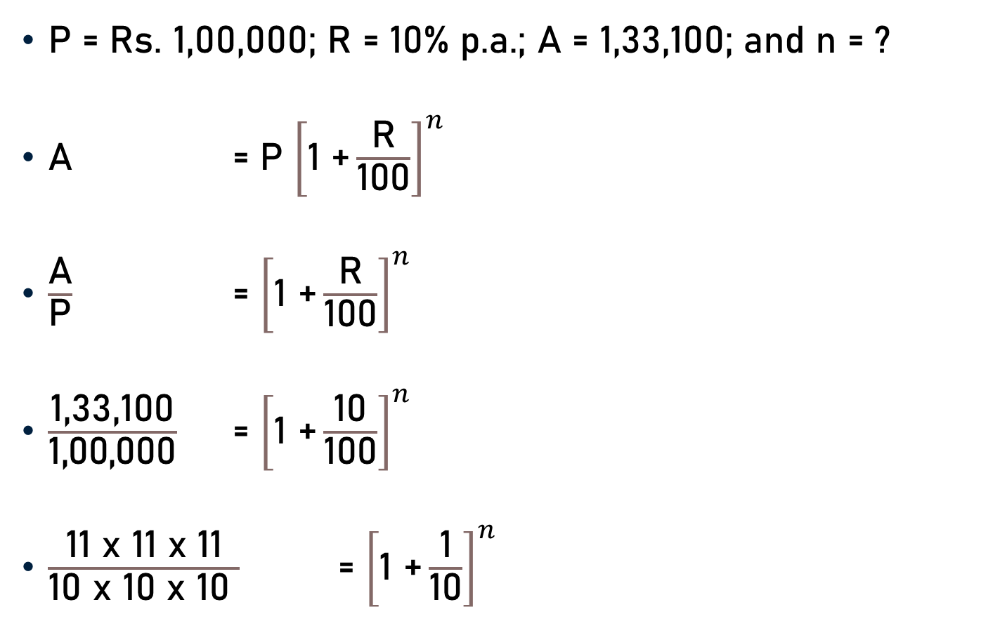 • P = Rs. 1,00,000; R = 10% p.a.; A = 1,33,100; and n = ?
• A = P [1 + R/100]^n
• A/P = [1 + R/100]^n
• 1,33,100/1,00,000 = [1 + 10/100]^n
• 11 x 11 x 11/10 x 10 x 10 = [1 + 1/10]^n